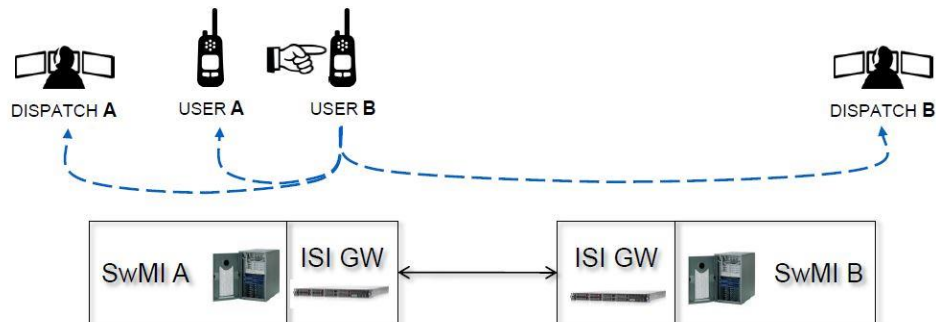 DISPATCH A
USER A
USER B
DISPATCH B
SwMI A
ISI GW
ISI GW
SwMI B